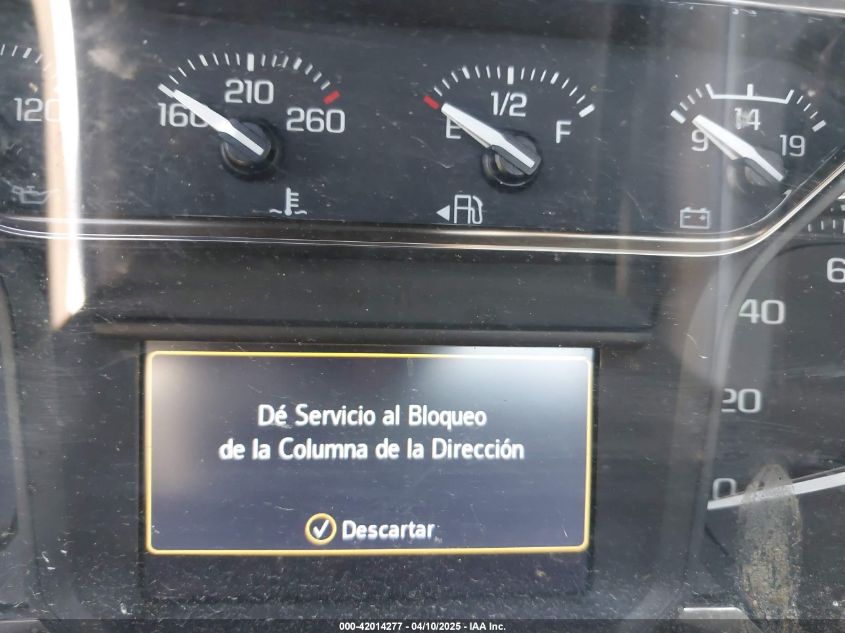 120
160
210
260
E
1/2
F
9
14
19
40
20
0
Dé Servicio al Bloqueo
de la Columna de la Dirección
Descartar
000-42014277 - 04/10/2025 - IAA Inc.